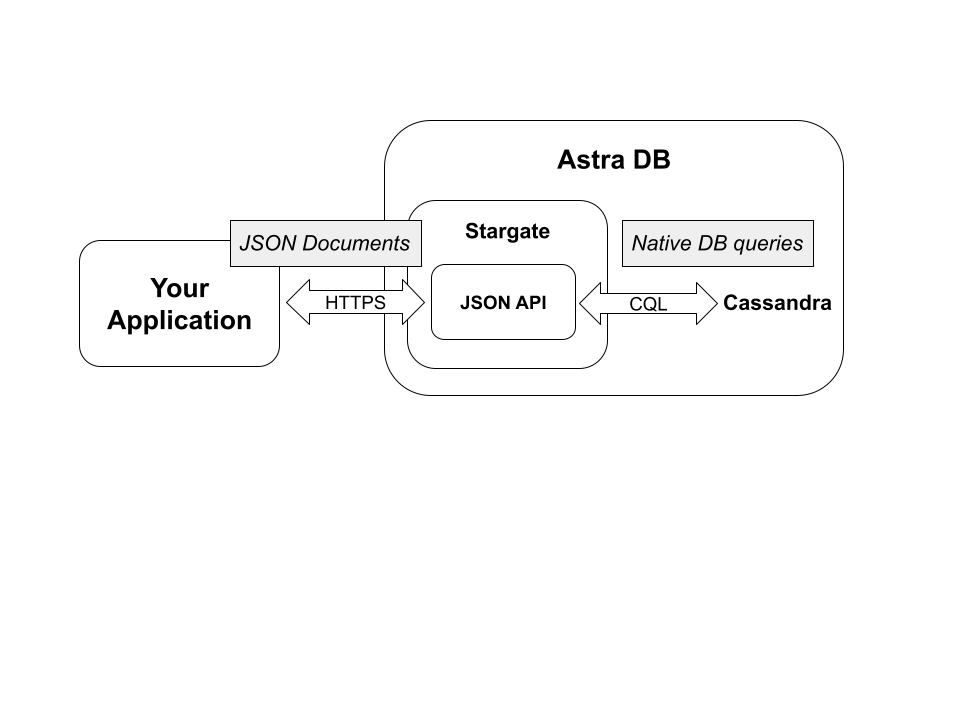 Astra DB
Stargate
JSON Documents
Native DB queries
Your
Application
HTTPS
JSON API
CQL
Cassandra